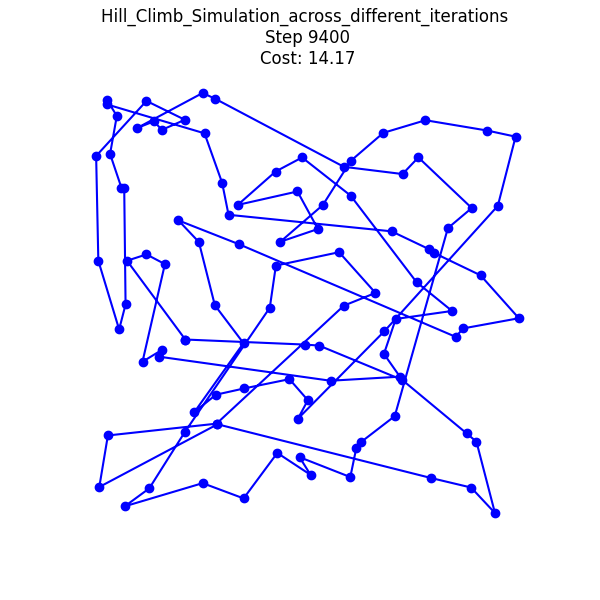 Hill_Climb_Simulation_across_different_iterations
Step 9400
Cost: 14.17